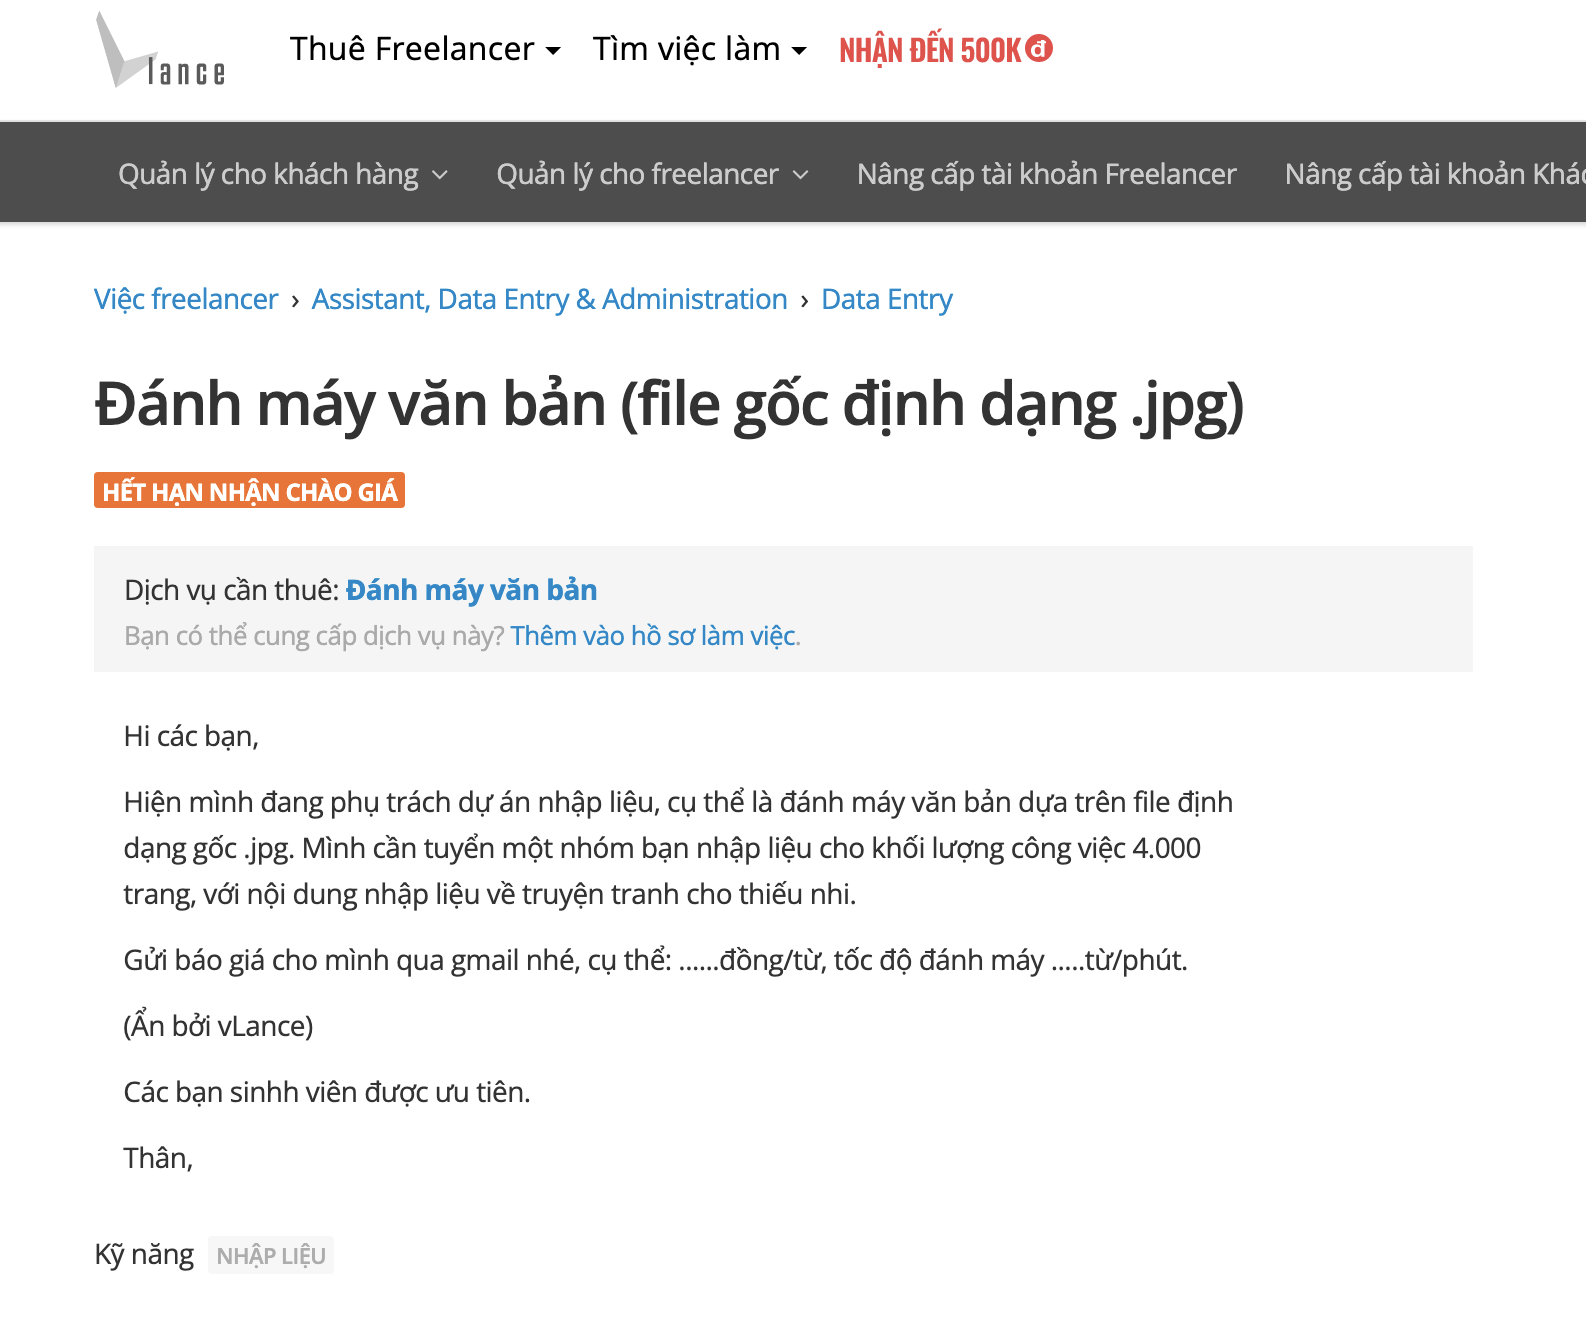 lance
Thuê Freelancer Tìm việc làm NHẬN ĐẾN 500K đ
Quản lý cho khách hàng Quản lý cho freelancer Nâng cấp tài khoản Freelancer Nâng cấp tài khoản Khác
Việc freelancer › Assistant, Data Entry & Administration › Data Entry
Đánh máy văn bản (file gốc định dạng .jpg)
HẾT HẠN NHẬN CHÀO GIÁ
Dịch vụ cần thuê: Đánh máy văn bản
Bạn có thể cung cấp dịch vụ này? Thêm vào hồ sơ làm việc.
Hi các bạn,
Hiện mình đang phụ trách dự án nhập liệu, cụ thể là đánh máy văn bản dựa trên file định
dạng gốc .jpg. Mình cần tuyển một nhóm bạn nhập liệu cho khối lượng công việc 4.000
trang, với nội dung nhập liệu về truyện tranh cho thiếu nhi.
Gửi báo giá cho mình qua gmail nhé, cụ thể: ......đồng/từ, tốc độ đánh máy .....từ/phút.
(Ẩn bởi vLance)
Các bạn sinhh viên được ưu tiên.
Thân,
Kỹ năng NHẬP LIỆU